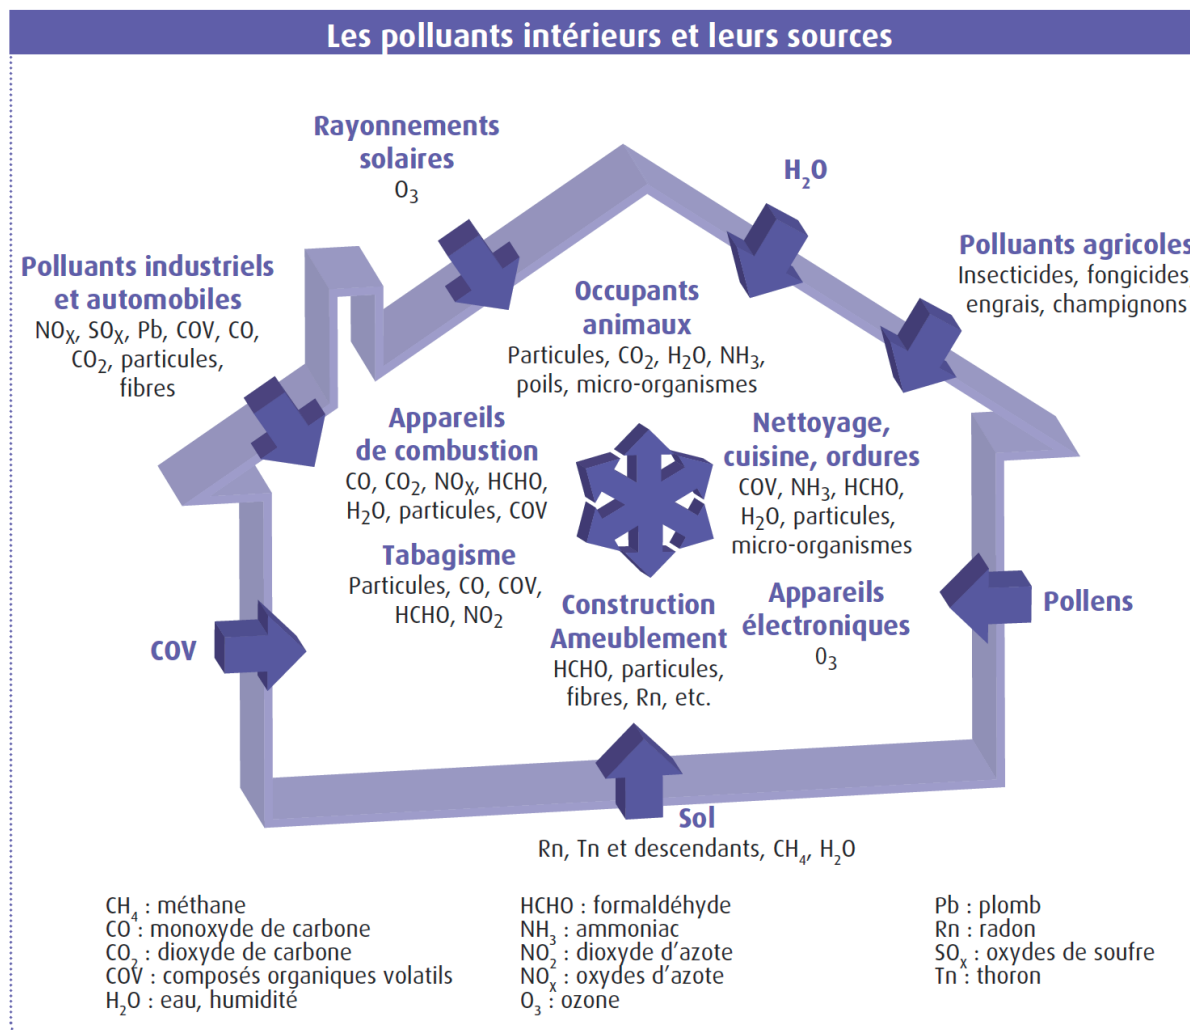 Les polluants intérieurs et leurs sources
Rayonnements
solaires
O₃
H₂O
Polluants industriels
et automobiles
NOₓ, SOₓ, Pb, COV, CO,
CO₂, particules,
fibres
Polluants agricoles
Insecticides, fongicides
engrais, champignons
Occupants
animaux
Particules, CO₂, H₂O, NH₃,
poils, micro-organismes
Appareils
de combustion
CO, CO₂, NOₓ, HCHO,
H₂O, particules, COV
Nettoyage,
cuisine, ordures
COV, NH₃, HCHO,
H₂O, particules,
micro-organismes
Tabagisme
Particules, CO, COV,
HCHO, NO₂
Construction
Ameublement
HCHO, particules,
fibres, Rn, etc.
Appareils
électroniques
O₃
Pollens
COV
Sol
Rn, Tn et descendants, CH₄, H₂O
CH₄ : méthane
CO : monoxyde de carbone
CO₂ : dioxyde de carbone
COV : composés organiques volatils
H₂O : eau, humidité
HCHO : formaldéhyde
NH₃ : ammoniac
NO₂ : dioxyde d'azote
NOₓ : oxydes d'azote
O₃ : ozone
Pb : plomb
Rn : radon
SOₓ : oxydes de soufre
Tn : thoron